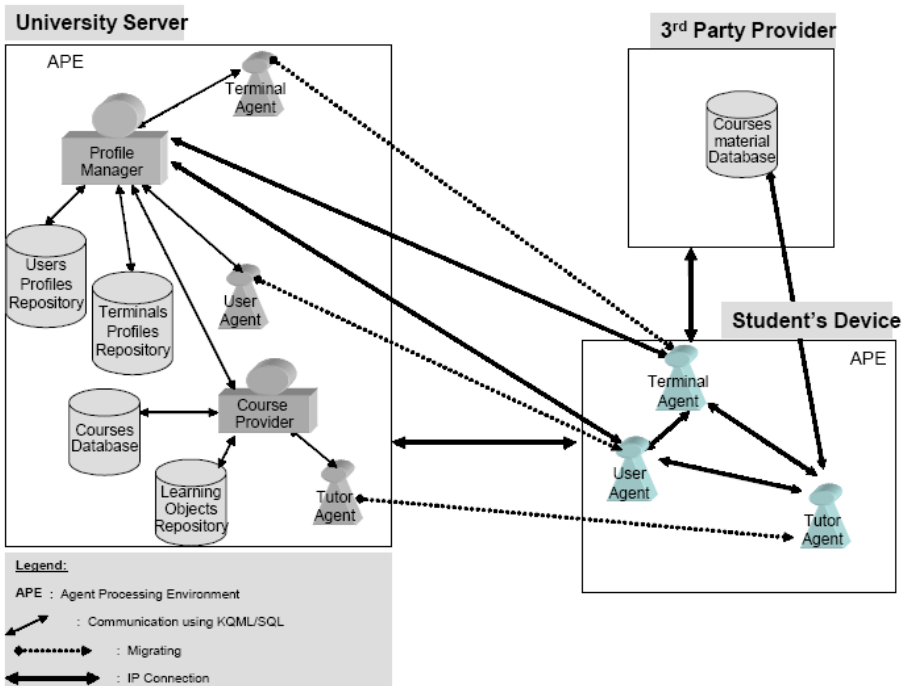 University Server
APE
Terminal
Agent
Profile
Manager
Users
Profiles
Repository
Terminals
Profiles
Repository
User
Agent
Course
Provider
Courses
Database
Learning
Objects
Repository
Tutor
Agent
3rd Party Provider
Courses
material
Database
Student's Device
APE
Terminal
Agent
User
Agent
Tutor
Agent
Legend:
APE : Agent Processing Environment
: Communication using KQML/SQL
: Migrating
: IP Connection